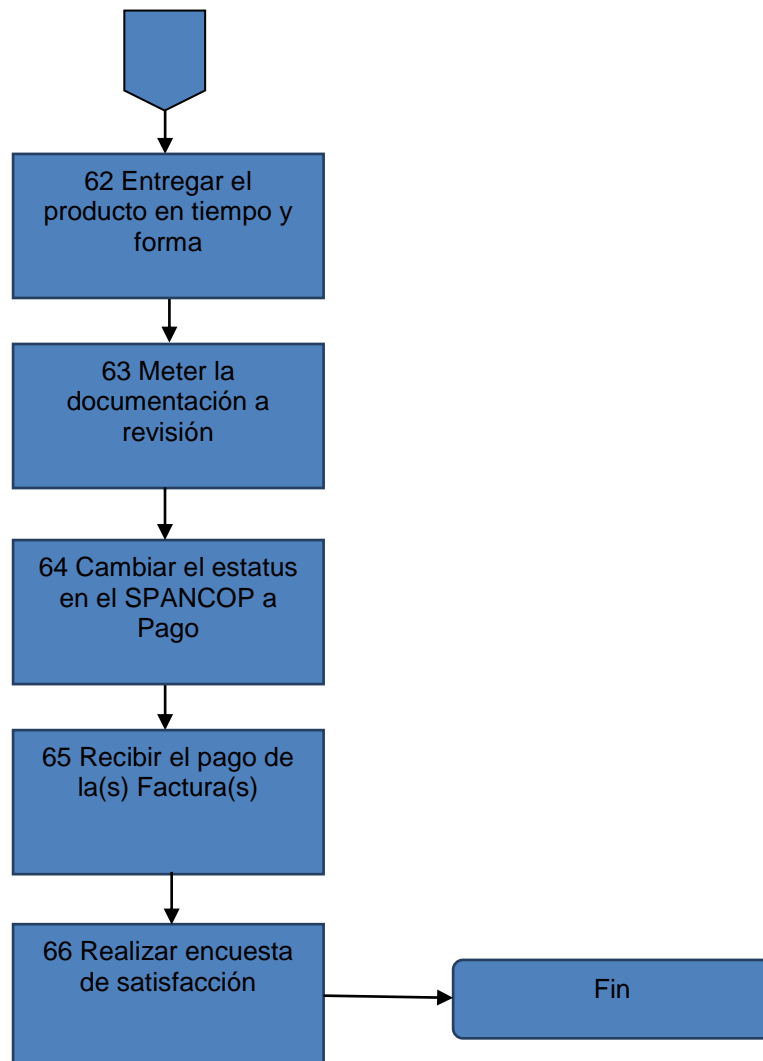 62 Entregar el
producto en tiempo y
forma
63 Meter la
documentación a
revisión
64 Cambiar el estatus
en el SPANCOP a
Pago
65 Recibir el pago de
la(s) Factura(s)
66 Realizar encuesta
de satisfacción
Fin